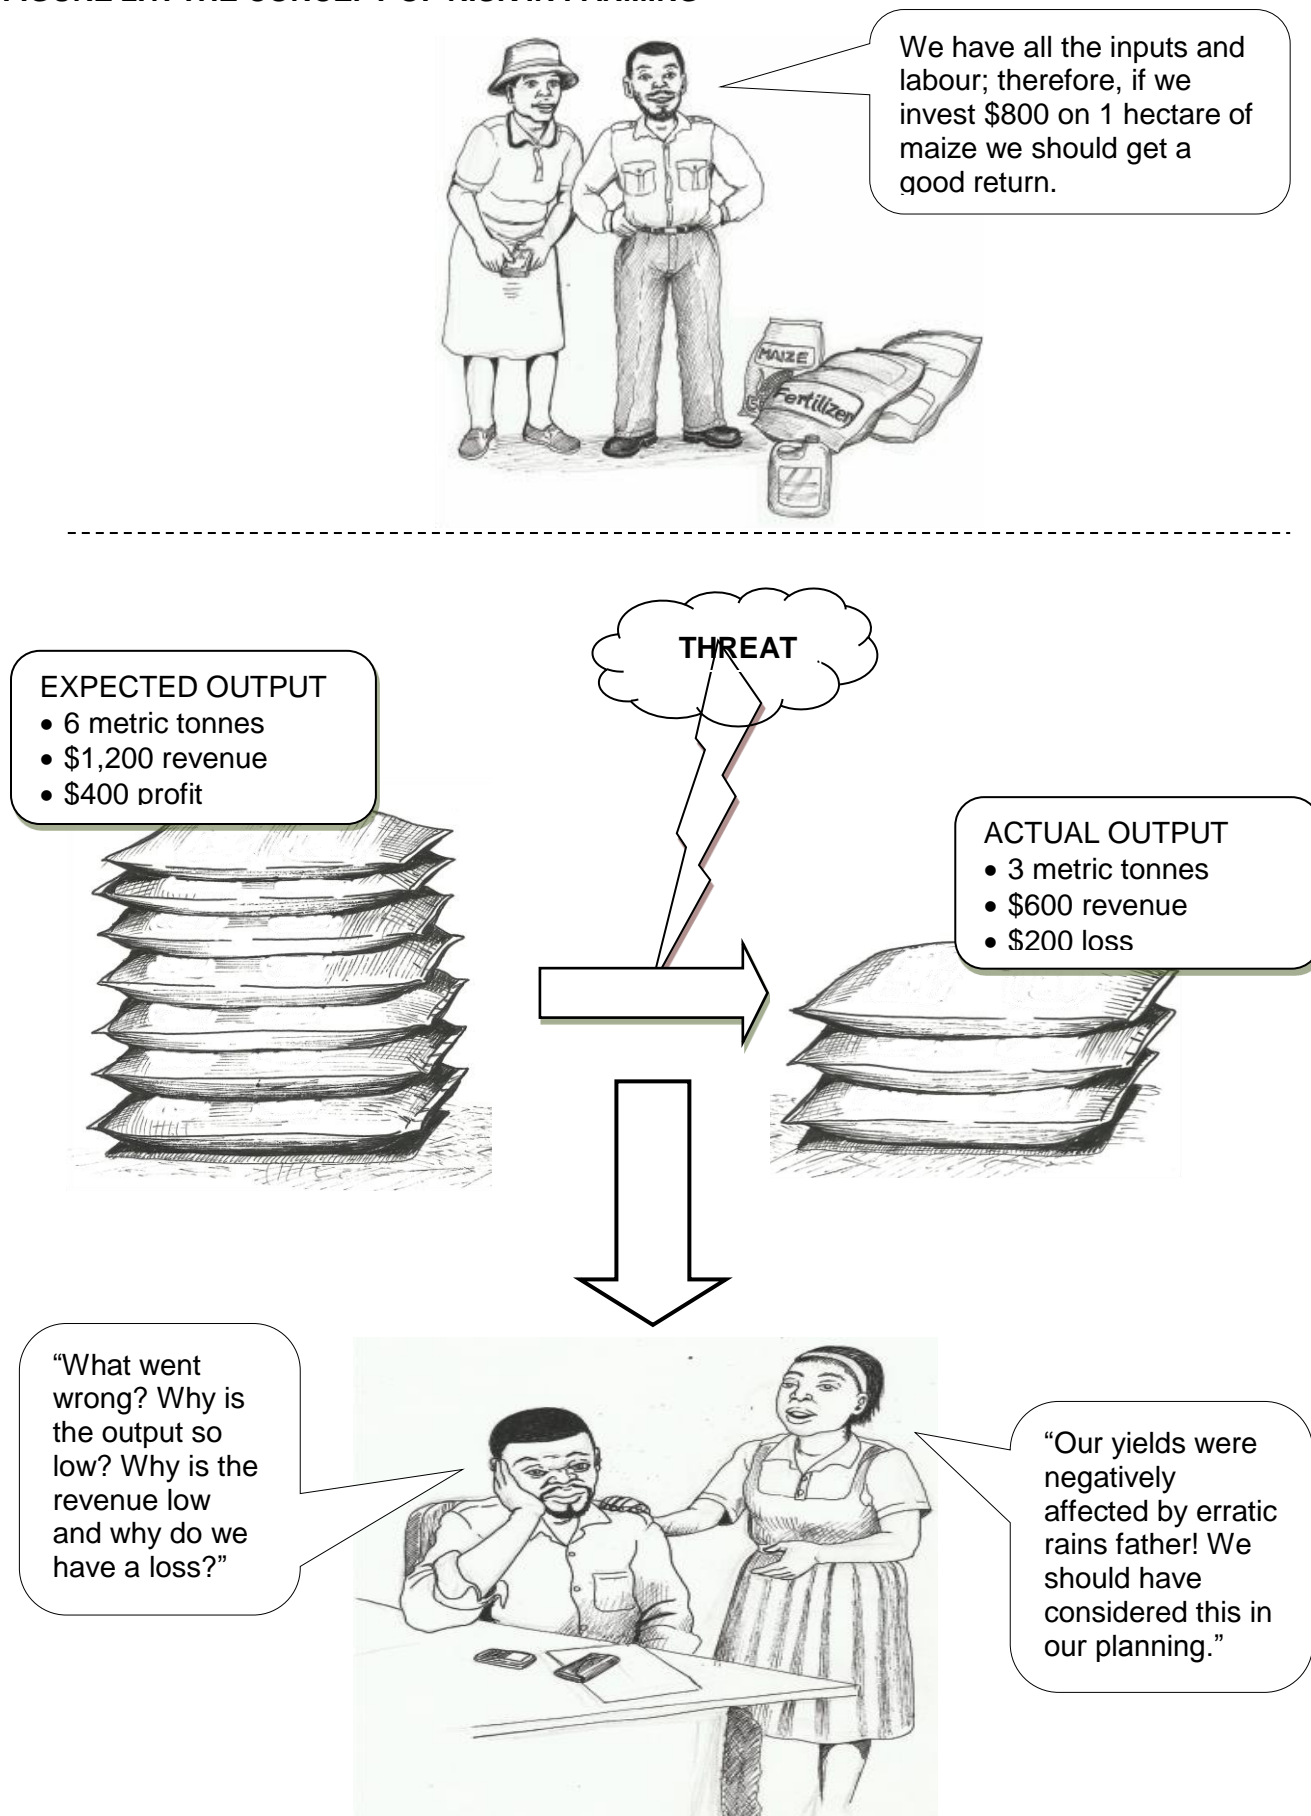 We have all the inputs and
labour; therefore, if we
invest $800 on 1 hectare of
maize we should get a
good return.
MAIZE
Fertilizer
THREAT
EXPECTED OUTPUT
• 6 metric tonnes
• $1,200 revenue
• $400 profit
ACTUAL OUTPUT
• 3 metric tonnes
• $600 revenue
• $200 loss
“What went
wrong? Why is
the output so
low? Why is the
revenue low
and why do we
have a loss?”
“Our yields were
negatively
affected by erratic
rains father! We
should have
considered this in
our planning.”